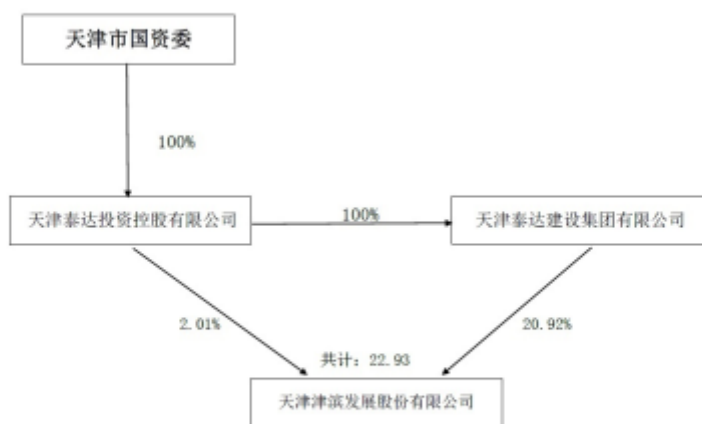 天津市国资委
100%
天津泰达投资控股有限公司
100%
天津泰达建设集团有限公司
2.01%
20.92%
共计：22.93
天津津滨发展股份有限公司